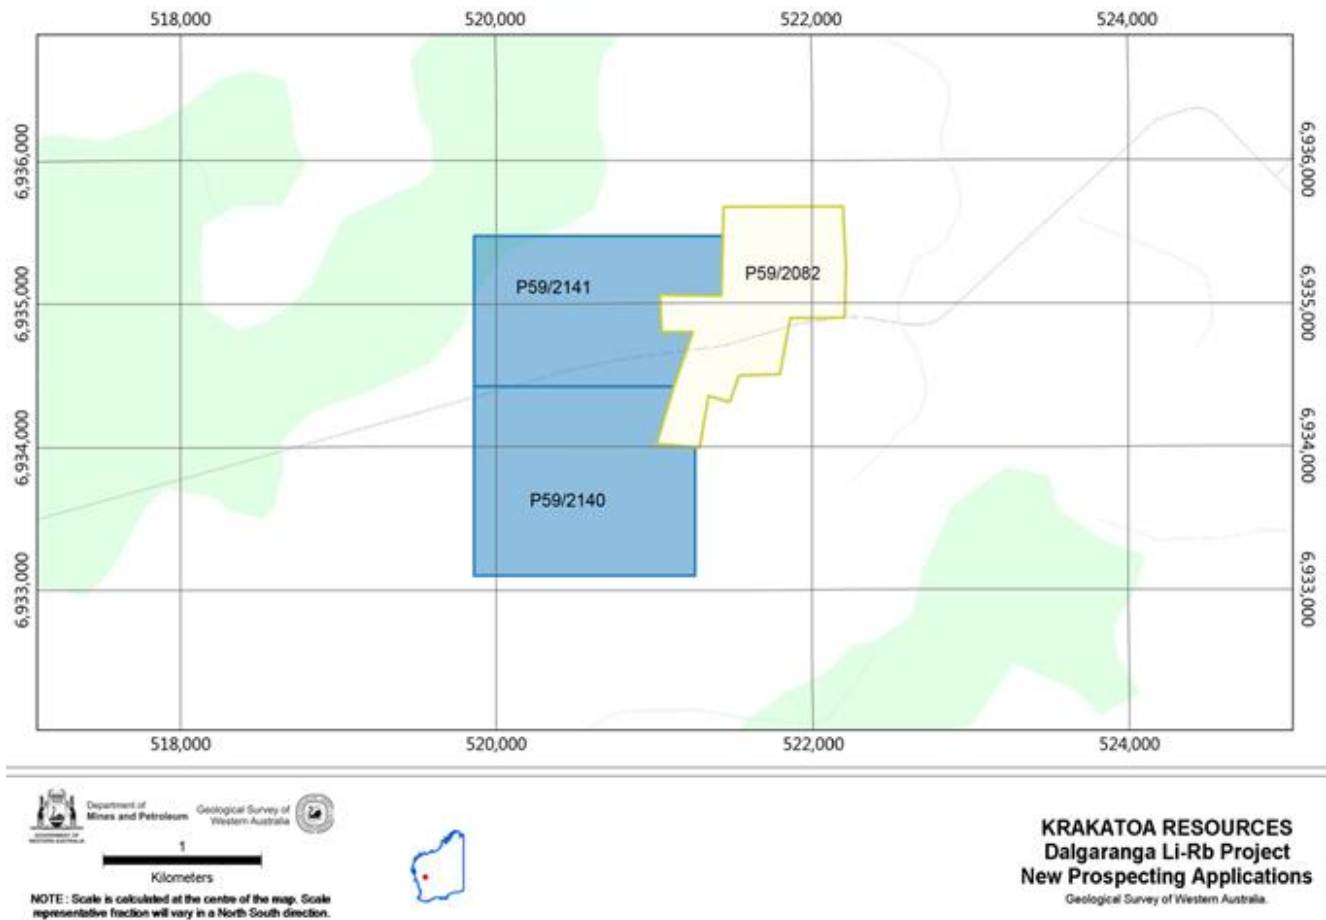 518,000 520,000 522,000 524,000
6,936,000 6,936,000
P59/2082
P59/2141
6,935,000 6,935,000
6,934,000 6,934,000
P59/2140
6,933,000 6,933,000
518,000 520,000 522,000 524,000
Department of
Mines and Petroleum
GOVERNMENT OF
WESTERN AUSTRALIA
Geological Survey of
Western Australia
1
Kilometers
NOTE : Scale is calculated at the centre of the map. Scale
representative fraction will vary in a North South direction.
KRAKATOA RESOURCES
Dalgaranga Li-Rb Project
New Prospecting Applications
Geological Survey of Western Australia.